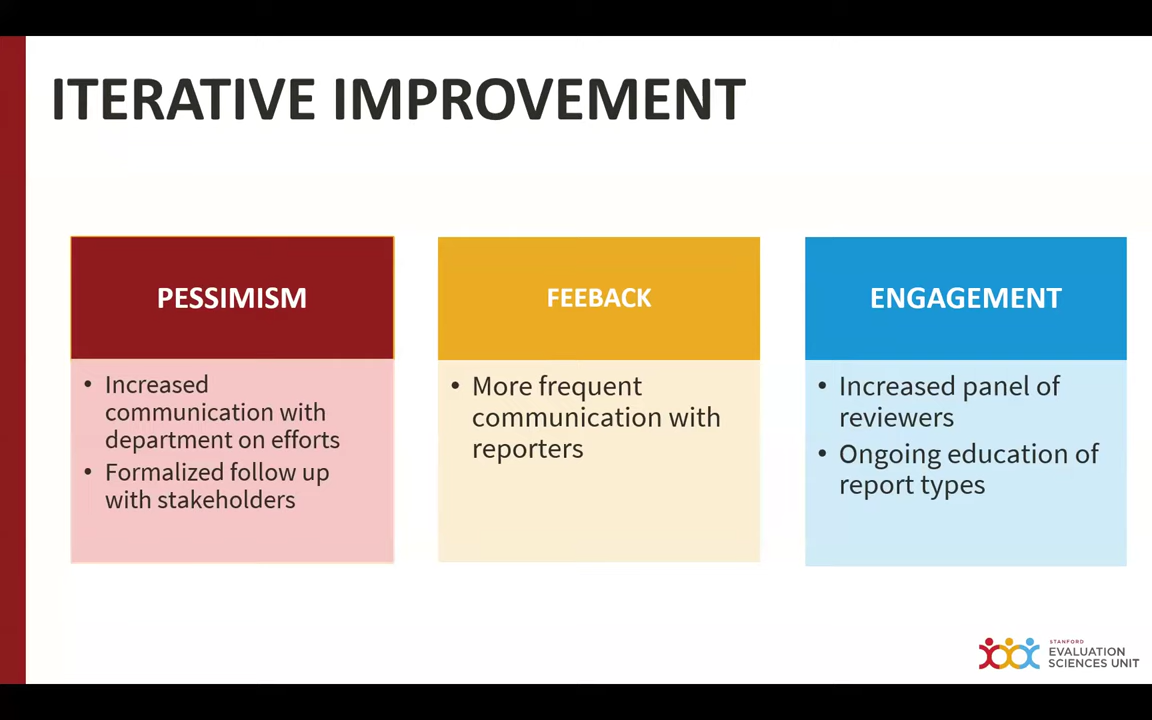 ITERATIVE IMPROVEMENT
PESSIMISM
• Increased
communication with
department on efforts
• Formalized follow up
with stakeholders
FEEBACK
• More frequent
communication with
reporters
ENGAGEMENT
• Increased panel of
reviewers
• Ongoing education of
report types
STANFORD
EVALUATION
SCIENCES UNIT